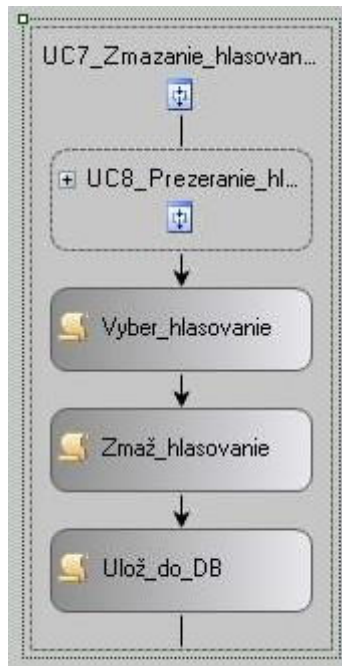 UC7_Zmazanie_hlasovan...
UC8_Prezeranie_hl...
Vyber_hlasovanie
Zmaž_hlasovanie
Ulož_do_DB